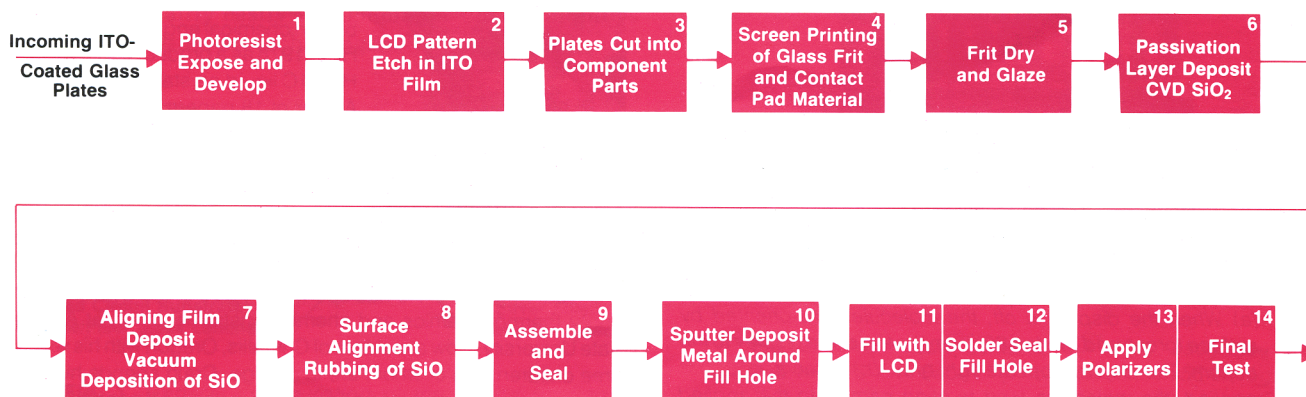 Incoming ITO-
Coated Glass
Plates
1
Photoresist
Expose and
Develop
2
LCD Pattern
Etch in ITO
Film
3
Plates Cut into
Component
Parts
4
Screen Printing
of Glass Frit
and Contact
Pad Material
5
Frit Dry
and Glaze
6
Passivation
Layer Deposit
CVD SiO₂
7
Aligning Film
Deposit
Vacuum
Deposition of SiO
8
Surface
Alignment
Rubbing of SiO
9
Assemble
and
Seal
10
Sputter Deposit
Metal Around
Fill Hole
11
Fill with
LCD
12
Solder Seal
Fill Hole
13
Apply
Polarizers
14
Final
Test